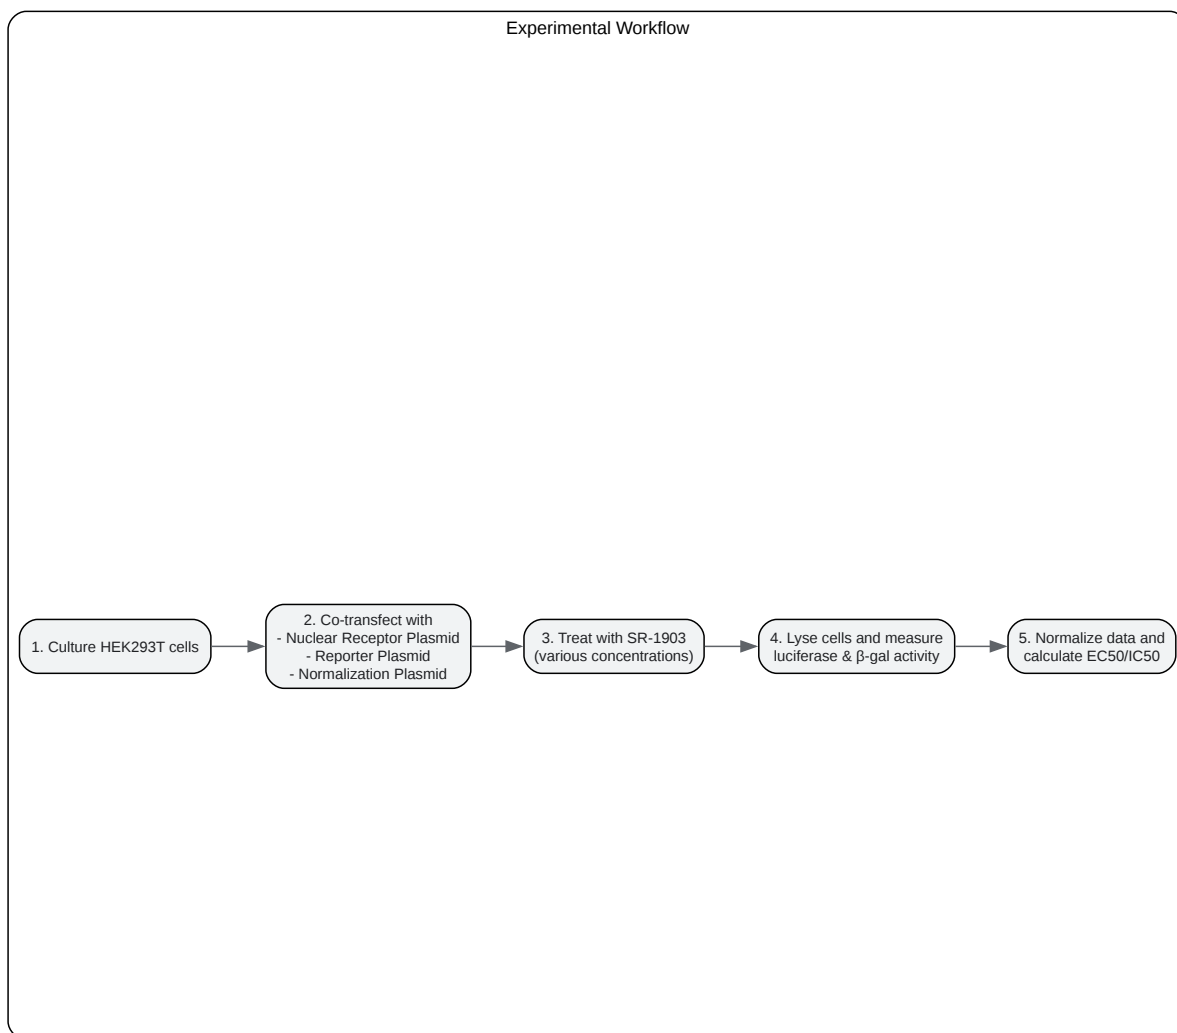 Experimental Workflow
1. Culture HEK293T cells
2. Co-transfect with
- Nuclear Receptor Plasmid
- Reporter Plasmid
- Normalization Plasmid
3. Treat with SR-1903
(various concentrations)
4. Lyse cells and measure
luciferase & β-gal activity
5. Normalize data and
calculate EC50/IC50